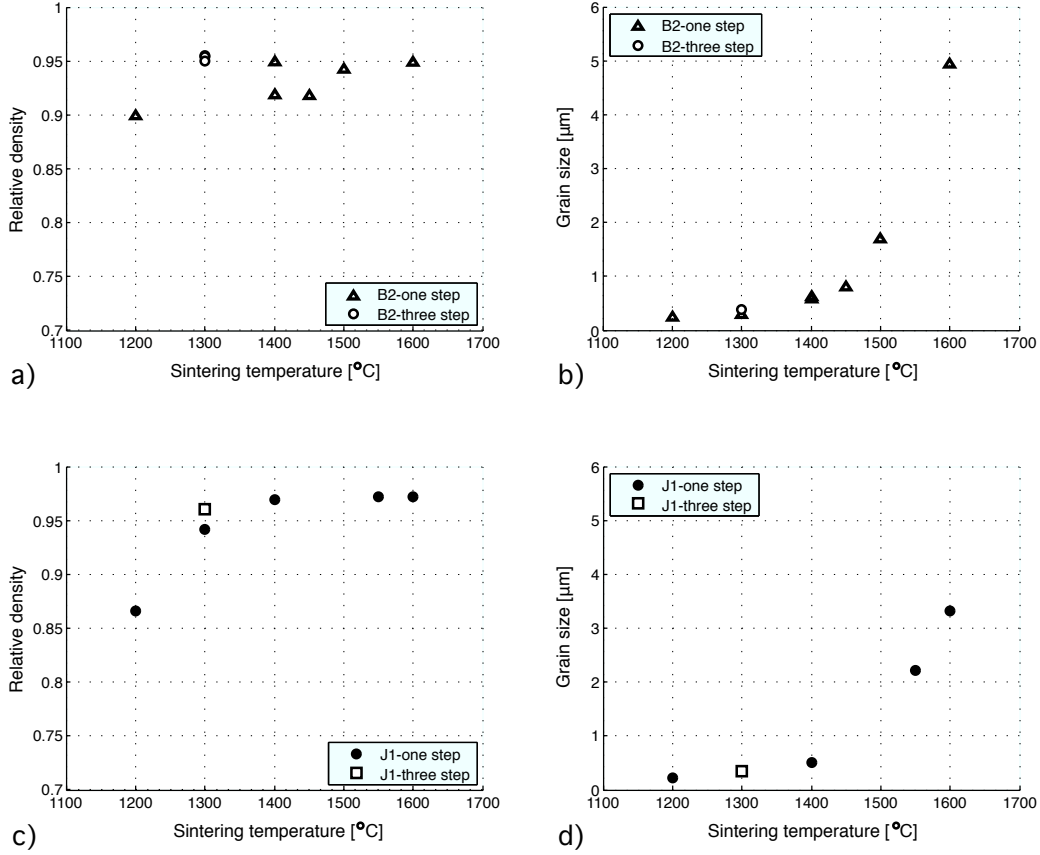 1
0.95
0.9
0.85
0.8
0.75
0.7
Relative density
B2-one step
B2-three step
1100 1200 1300 1400 1500 1600 1700
Sintering temperature [°C]
a)
6
5
4
3
2
1
0
Grain size [μm]
B2-one step
B2-three step
1100 1200 1300 1400 1500 1600 1700
Sintering temperature [°C]
b)
1
0.95
0.9
0.85
0.8
0.75
0.7
Relative density
J1-one step
J1-three step
1100 1200 1300 1400 1500 1600 1700
Sintering temperature [°C]
c)
6
5
4
3
2
1
0
Grain size [μm]
J1-one step
J1-three step
1100 1200 1300 1400 1500 1600 1700
Sintering temperature [°C]
d)